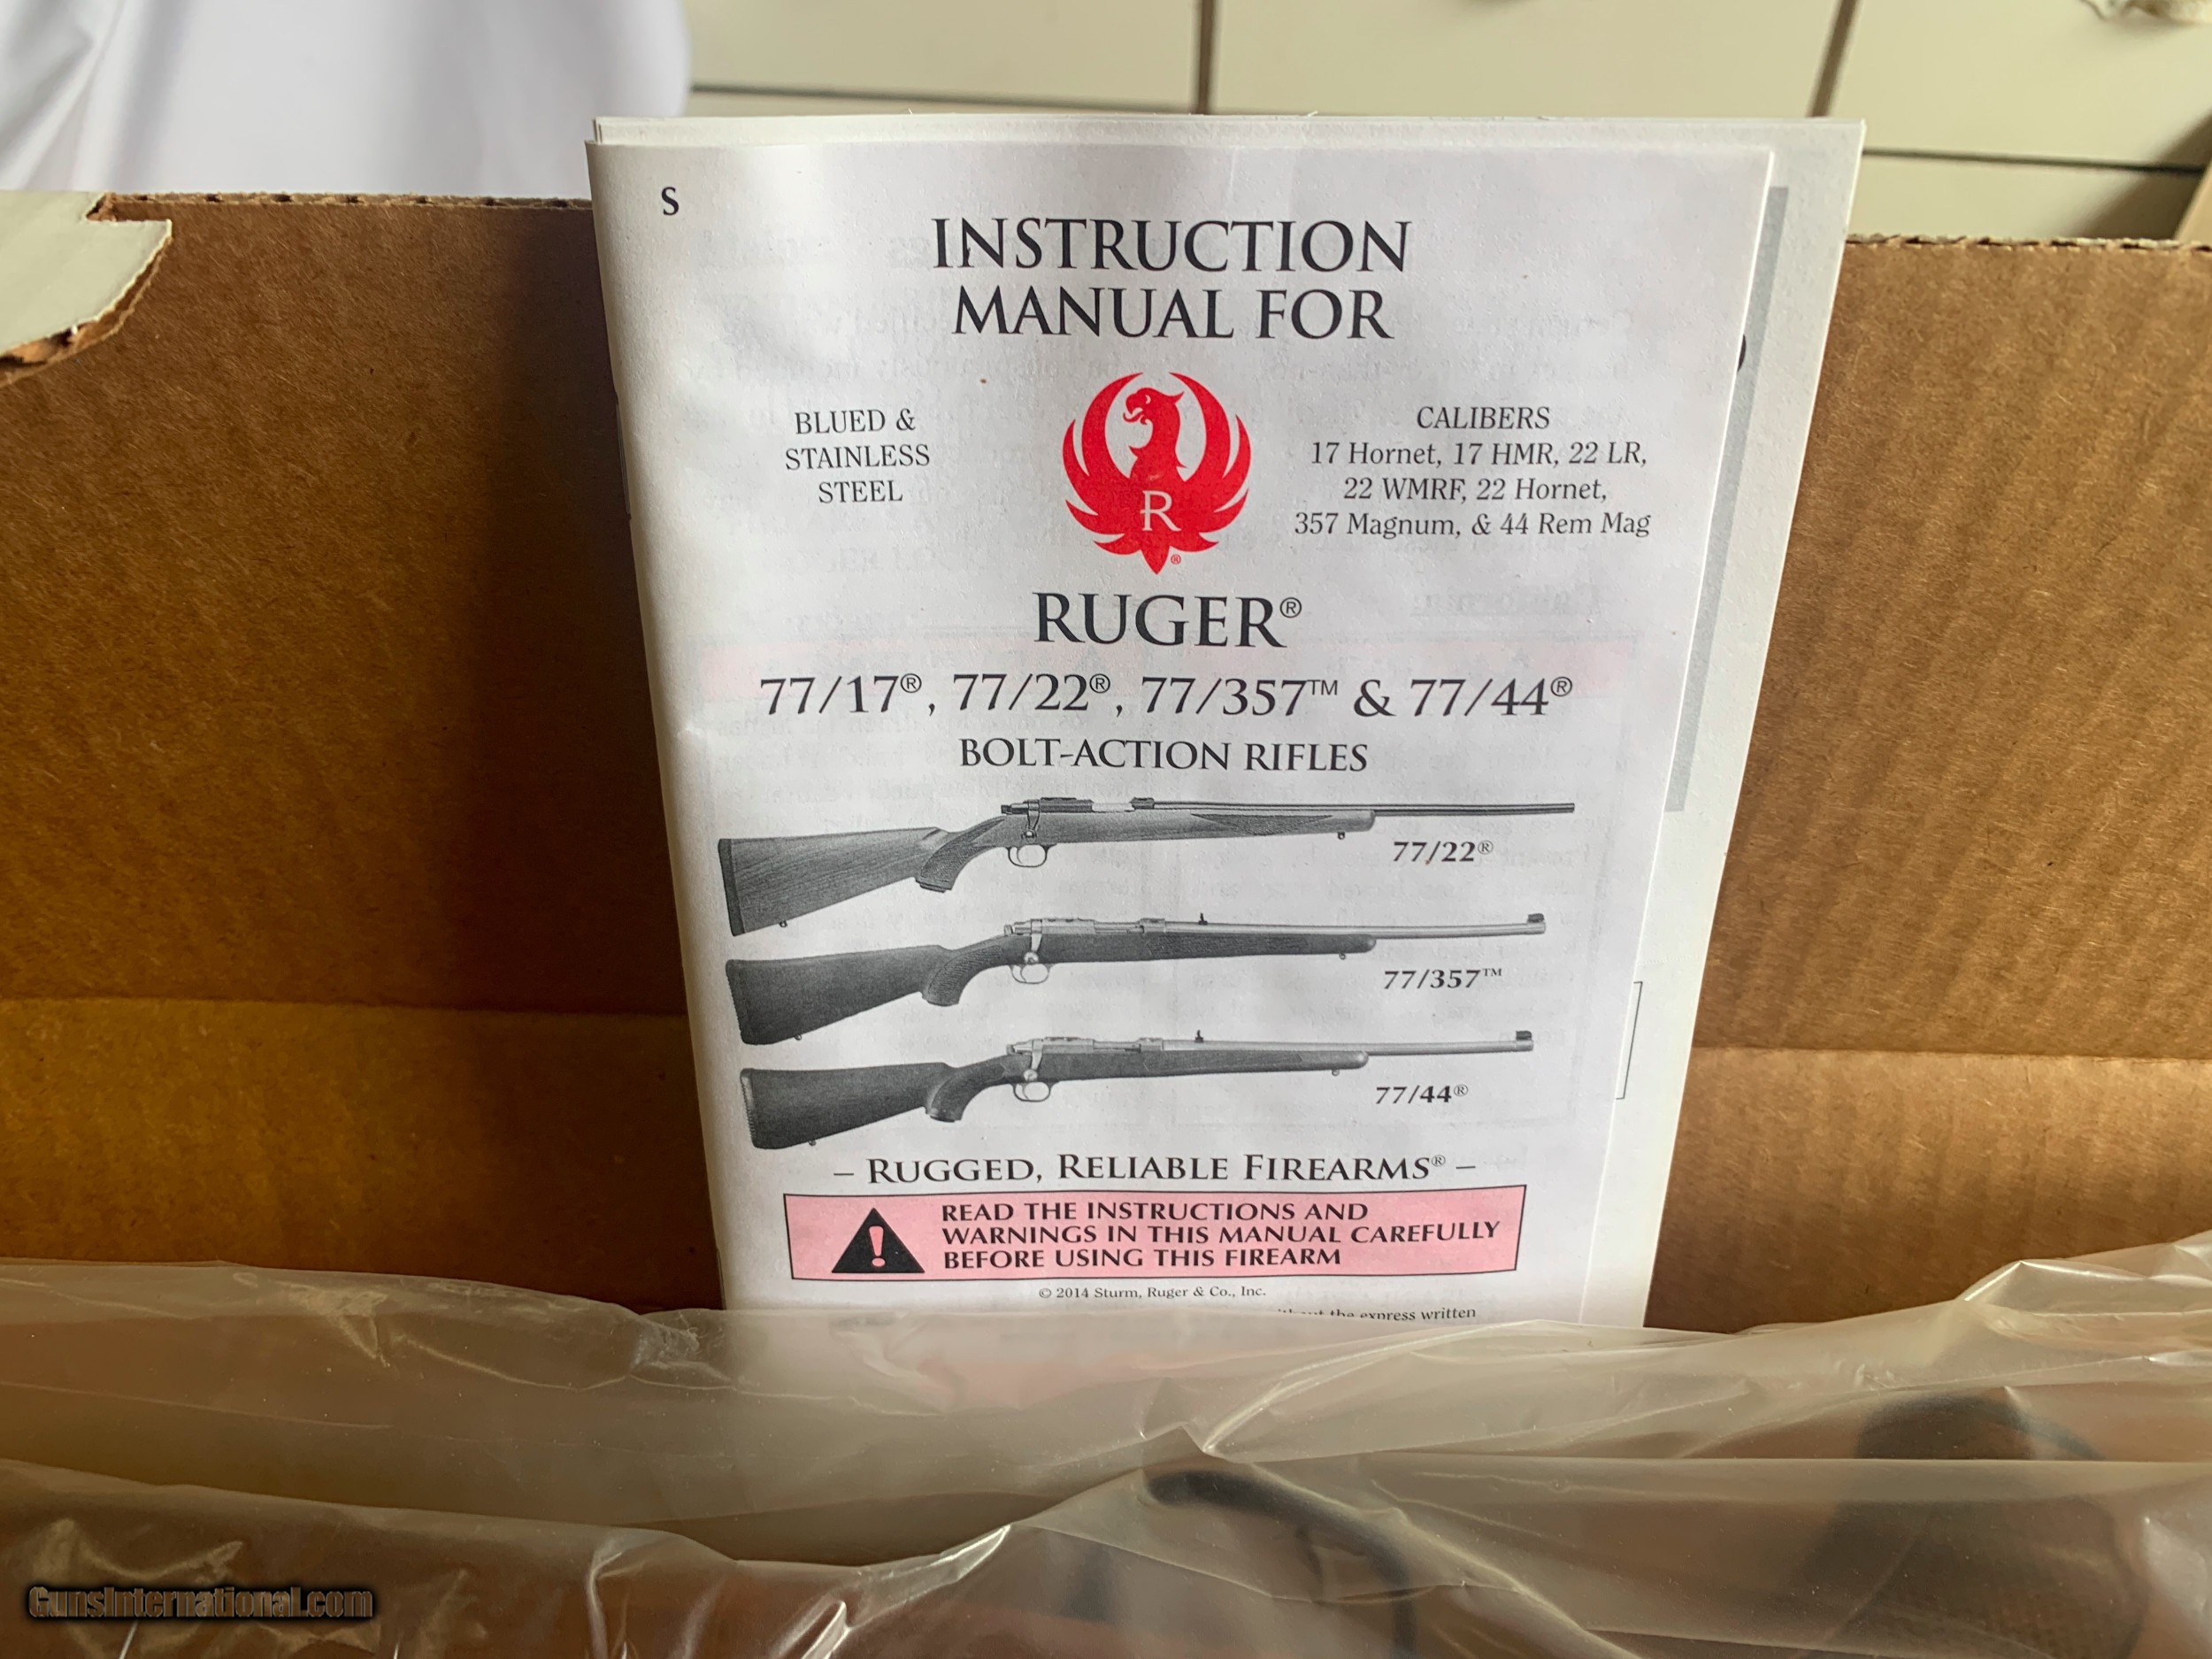 S
INSTRUCTION
MANUAL FOR
BLUED &
STAINLESS
STEEL
R
®
CALIBERS
17 Hornet, 17 HMR, 22 LR,
22 WMRF, 22 Hornet,
357 Magnum, & 44 Rem Mag
RUGER®
77/17®, 77/22®, 77/357™ & 77/44®
BOLT-ACTION RIFLES
77/22®
77/357™
77/44®
– RUGGED, RELIABLE FIREARMS® –
READ THE INSTRUCTIONS AND
WARNINGS IN THIS MANUAL CAREFULLY
BEFORE USING THIS FIREARM
© 2014 Sturm, Ruger & Co., Inc.
the express written
GunsInternational.com